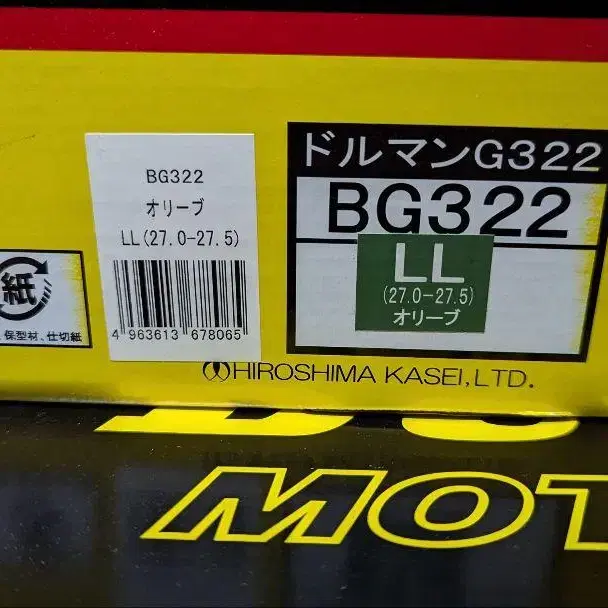 BG322
オリーブ
LL(27.0-27.5)
4 963613 678065
ドルマンG322
BG322
LL
(27.0-27.5)
オリーブ
紙
保型材、仕切紙
HIROSHIMA KASEI,LTD.
MOT